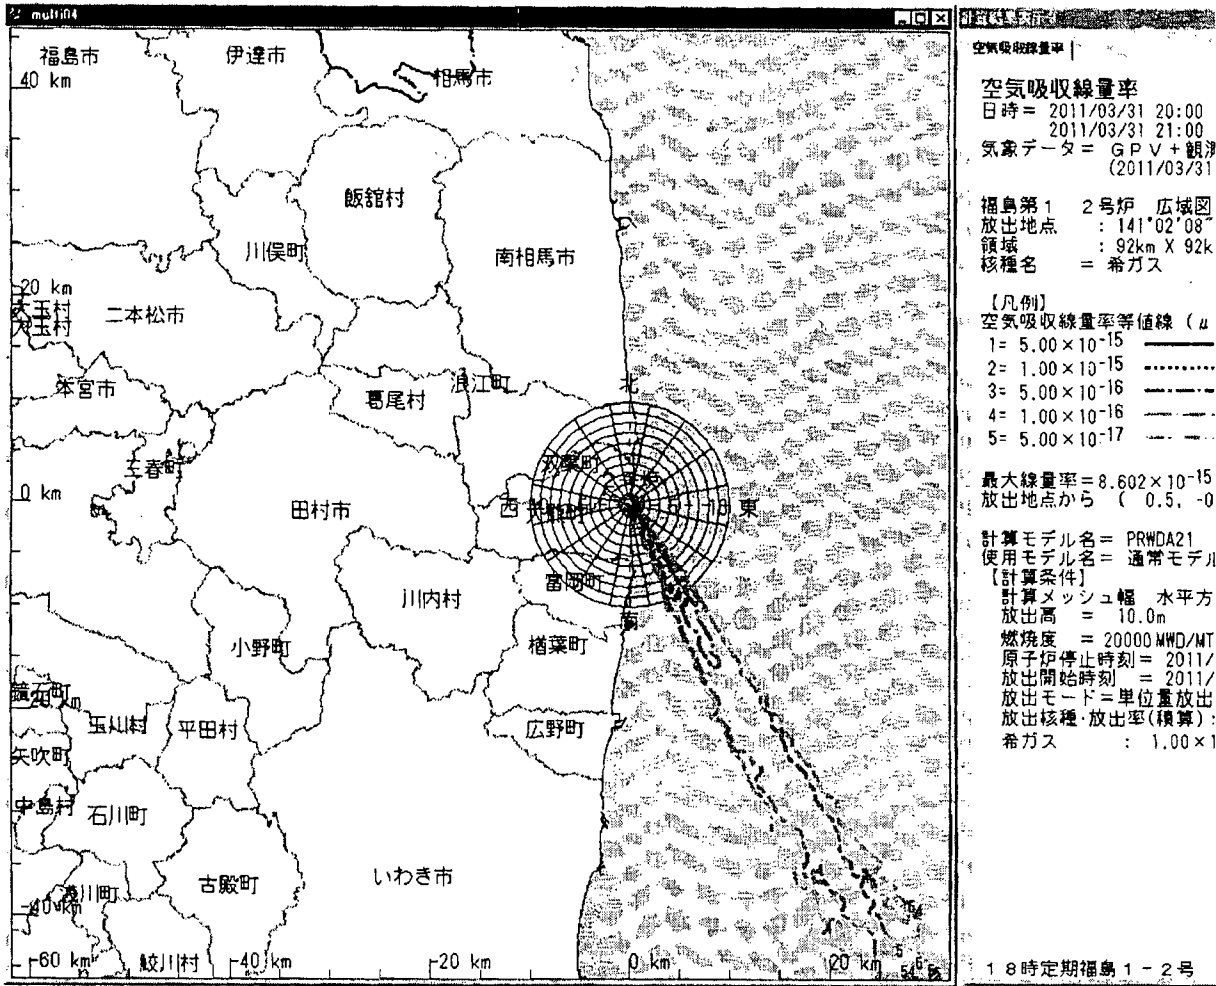 multi04
福島市
伊達市
相馬市
40 km
飯舘村
川俣町
南相馬市
20 km
大玉村
二本松市
本宮市
葛尾村
浪江町
北
三春町
双葉町
0 km
田村市
西
東
富岡町
川内村
南
小野町
楢葉町
鏡石町
玉川村
平田村
広野町
矢吹町
中島村
石川町
古殿町
いわき市
-40 km
鮫川村
-60 km
-40 km
-20 km
0 km
20 km
空気吸収線量率
空気吸収線量率
日時= 2011/03/31 20:00
2011/03/31 21:00
気象データ= GPV+観測
(2011/03/31
福島第1 2号炉 広域図
放出地点 : 141°02'08"
領域 : 92km X 92k
核種名 = 希ガス
【凡例】
空気吸収線量率等値線 (μ
1= 5.00×10⁻¹⁵
2= 1.00×10⁻¹⁵
3= 5.00×10⁻¹⁶
4= 1.00×10⁻¹⁶
5= 5.00×10⁻¹⁷
最大線量率=8.602×10⁻¹⁵
放出地点から ( 0.5, -0
計算モデル名= PRWDA21
使用モデル名= 通常モデル
【計算条件】
計算メッシュ幅 水平方
放出高 = 10.0m
燃焼度 = 20000MWD/MT
原子炉停止時刻= 2011/
放出開始時刻 = 2011/
放出モード=単位量放出
放出核種・放出率(積算):
希ガス : 1.00×1
18時定期福島1-2号